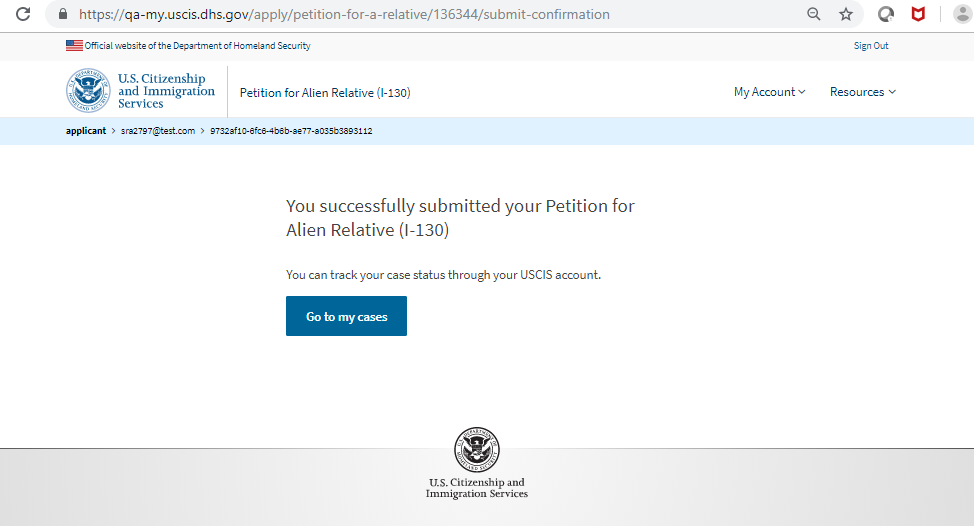 https://qa-my.uscis.dhs.gov/apply/petition-for-a-relative/136344/submit-confirmation
Official website of the Department of Homeland Security
Sign Out
U.S. Citizenship
and Immigration
Services
Petition for Alien Relative (I-130)
My Account
Resources
applicant > sra2797@test.com > 9732af10-6fc6-4b6b-ae77-a035b3893112
You successfully submitted your Petition for
Alien Relative (I-130)
You can track your case status through your USCIS account.
Go to my cases
U.S. Citizenship and
Immigration Services